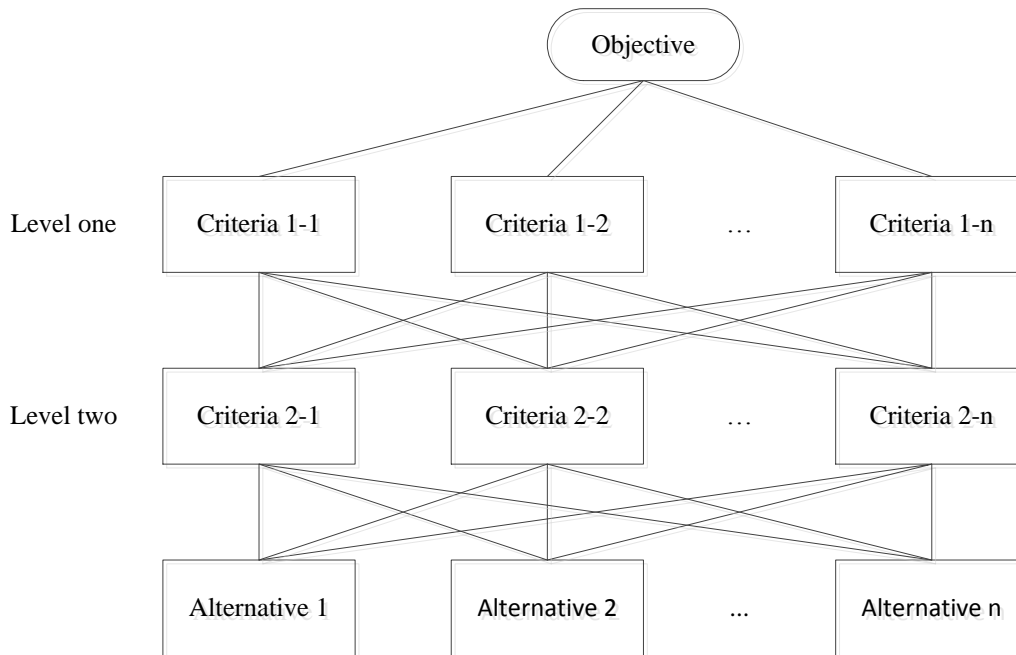 Objective
Level one
Criteria 1-1
Criteria 1-2
…
Criteria 1-n
Level two
Criteria 2-1
Criteria 2-2
…
Criteria 2-n
Alternative 1
Alternative 2
...
Alternative n